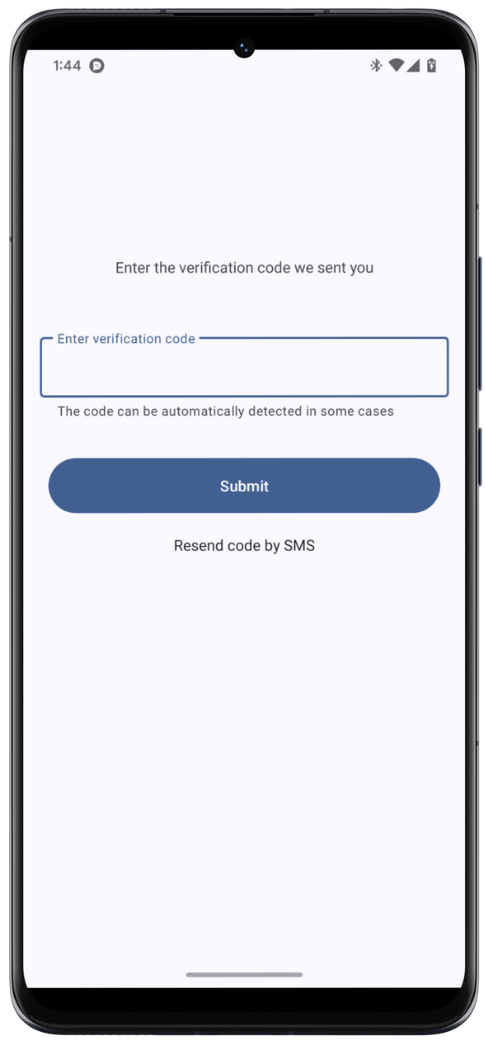 1:44
Enter the verification code we sent you
Enter verification code
The code can be automatically detected in some cases
Submit
Resend code by SMS